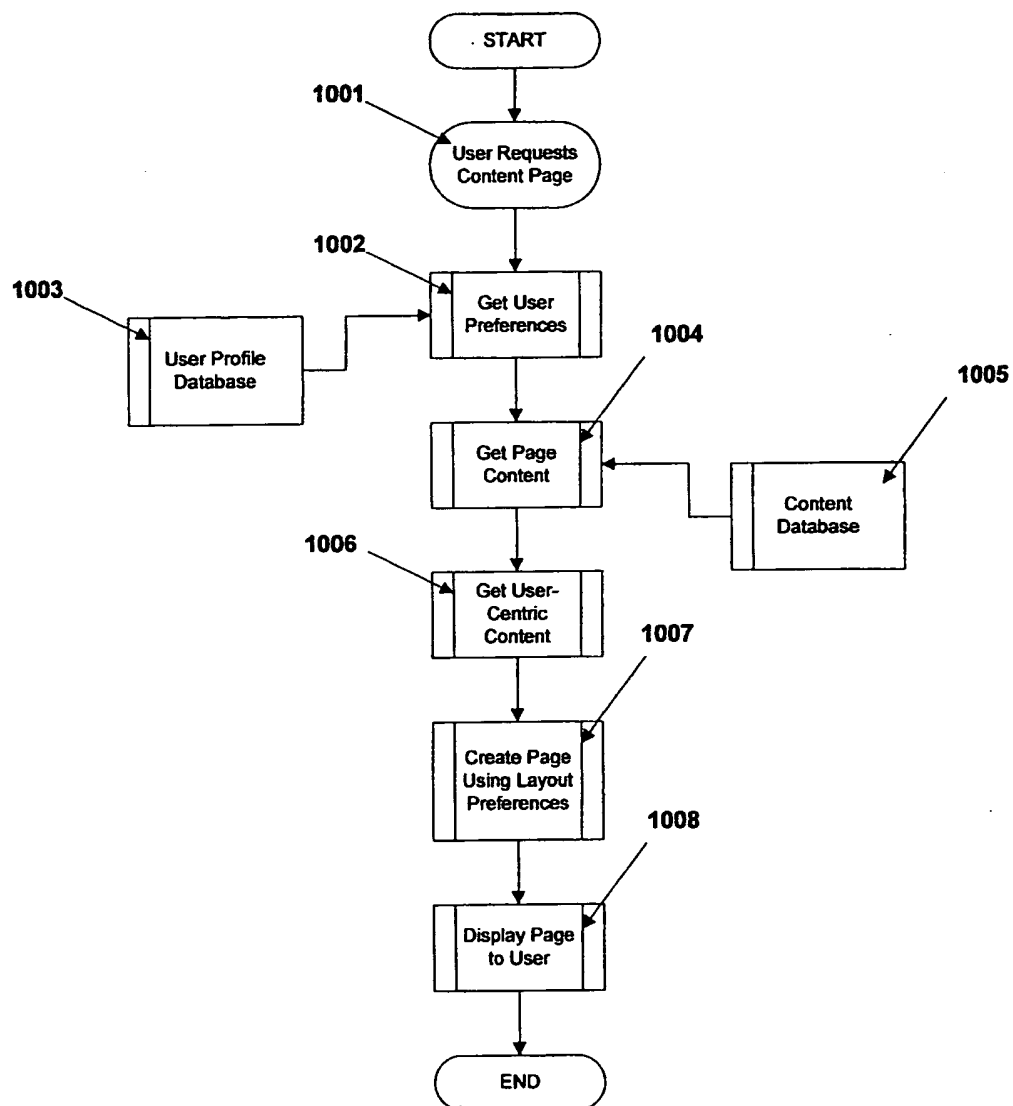 START
1001
User Requests
Content Page
1002
Get User
Preferences
1003
User Profile
Database
1004
Get Page
Content
1005
Content
Database
1006
Get User-
Centric
Content
1007
Create Page
Using Layout
Preferences
1008
Display Page
to User
END